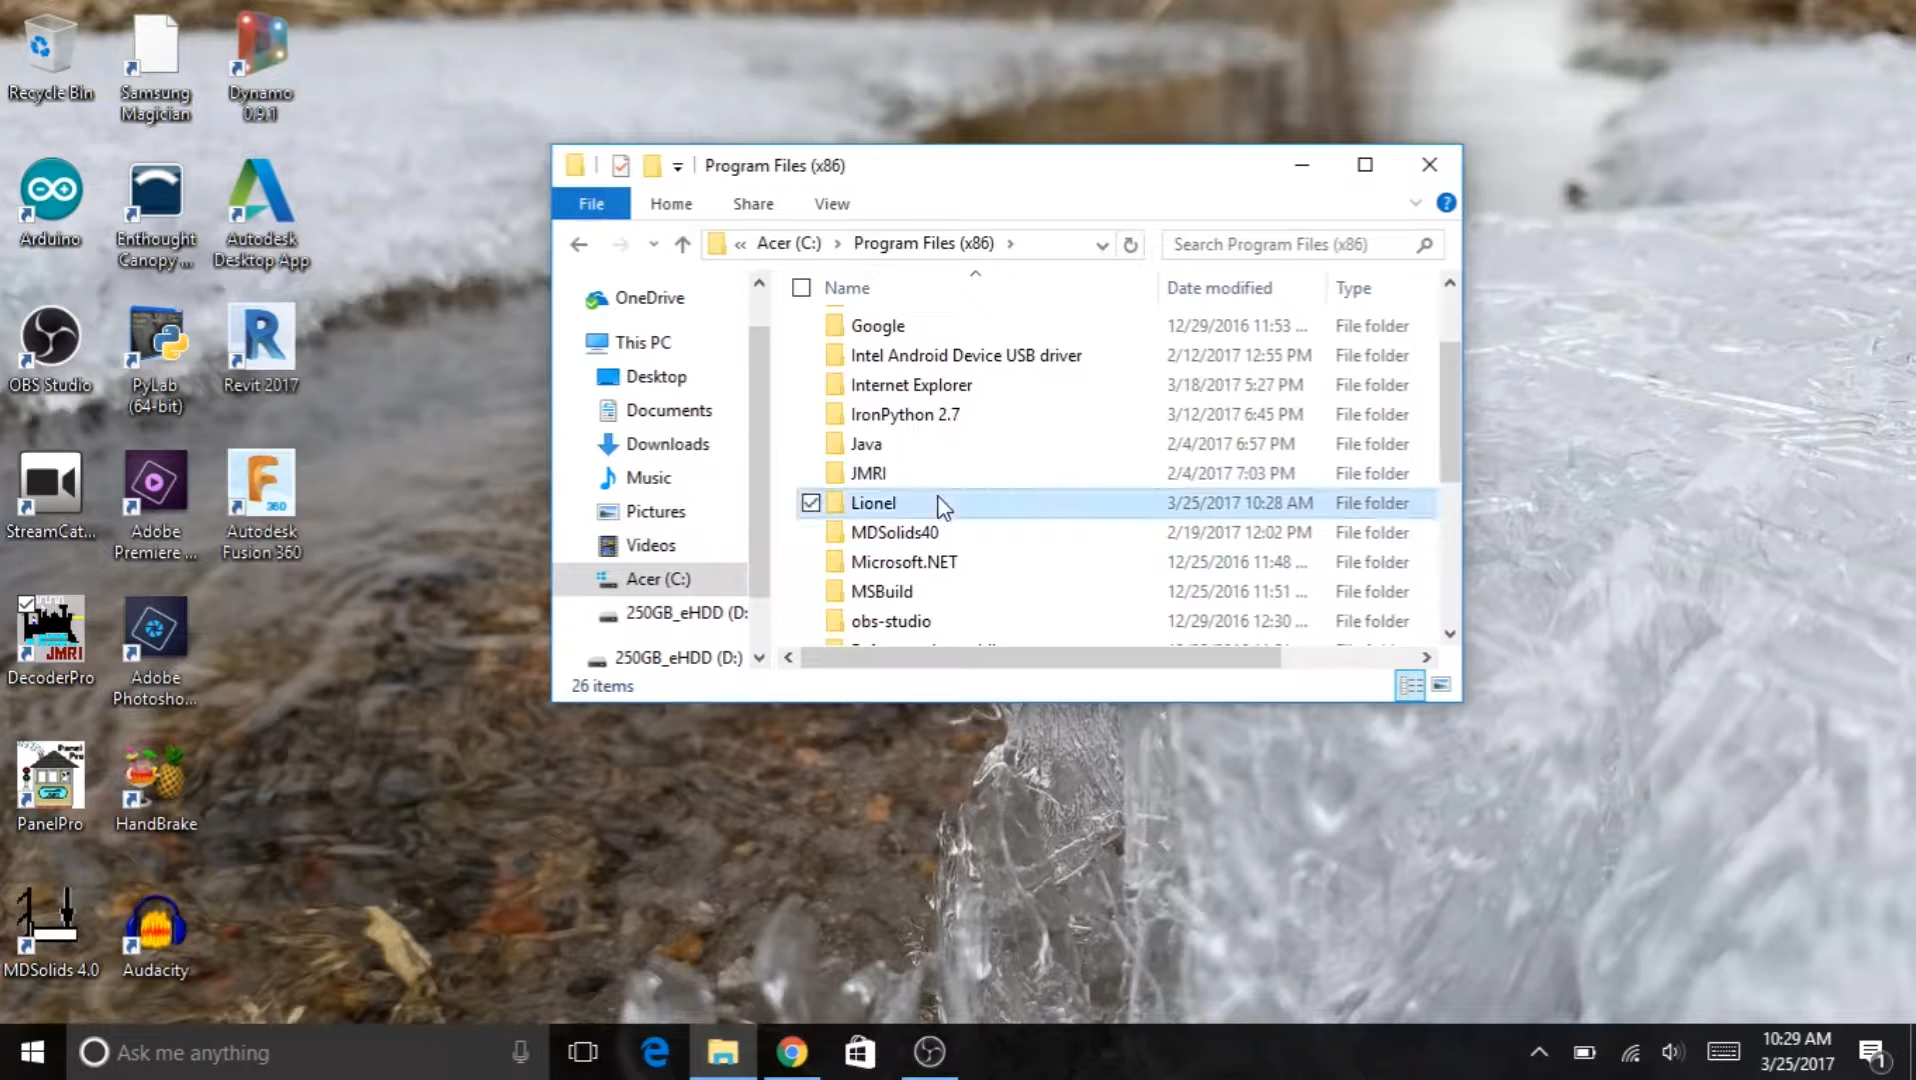 Recycle Bin
Samsung
Magician
Dynamo
0.9.1
Arduino
Enthought
Canopy ...
Autodesk
Desktop App
OBS Studio
PyLab
(64-bit)
Revit 2017
StreamCat...
Adobe
Premiere ...
Autodesk
Fusion 360
DecoderPro
Adobe
Photosho...
PanelPro
HandBrake
MDSolids 4.0
Audacity
R
F
360
JMRI
Panel
Pro
Program Files (x86)
File
Home
Share
View
?
« Acer (C:) > Program Files (x86) >
Search Program Files (x86)
OneDrive
This PC
Desktop
Documents
Downloads
Music
Pictures
Videos
Acer (C:)
250GB_eHDD (D:
250GB_eHDD (D:)
Name Date modified Type
Google 12/29/2016 11:53 ... File folder
Intel Android Device USB driver 2/12/2017 12:55 PM File folder
Internet Explorer 3/18/2017 5:27 PM File folder
IronPython 2.7 3/12/2017 6:45 PM File folder
Java 2/4/2017 6:57 PM File folder
JMRI 2/4/2017 7:03 PM File folder
Lionel 3/25/2017 10:28 AM File folder
MDSolids40 2/19/2017 12:02 PM File folder
Microsoft.NET 12/25/2016 11:48 ... File folder
MSBuild 12/25/2016 11:51 ... File folder
obs-studio 12/29/2016 12:30 ... File folder
26 items
Ask me anything
10:29 AM
3/25/2017
1